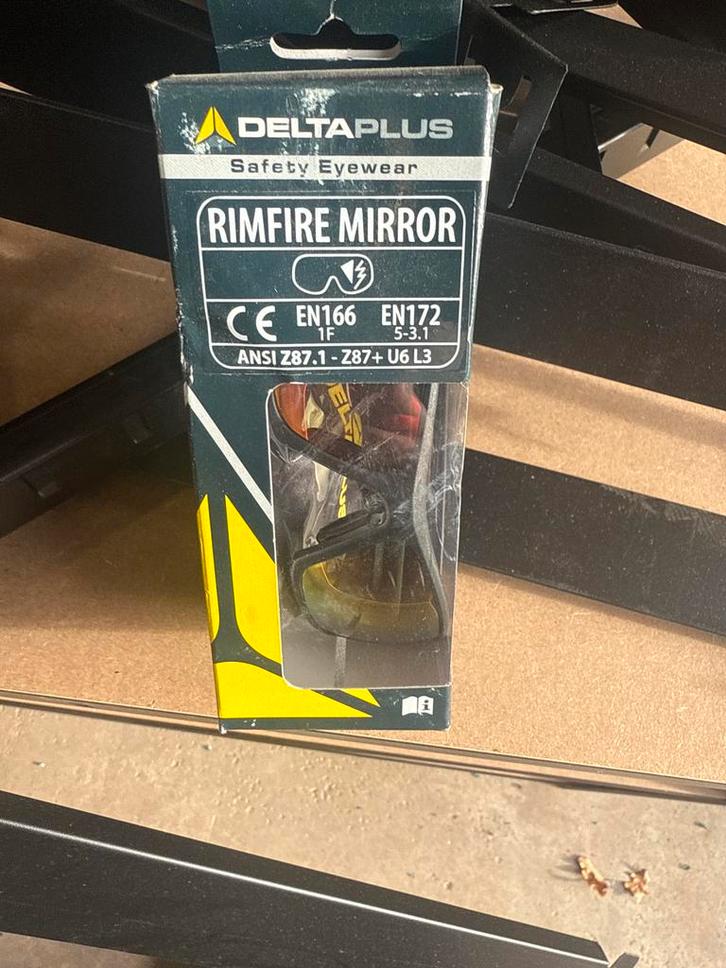 DELTAPLUS
Safety Eyewear
RIMFIRE MIRROR
CE EN166 EN172
1F 5-3.1
ANSI Z87.1 - Z87+ U6 L3